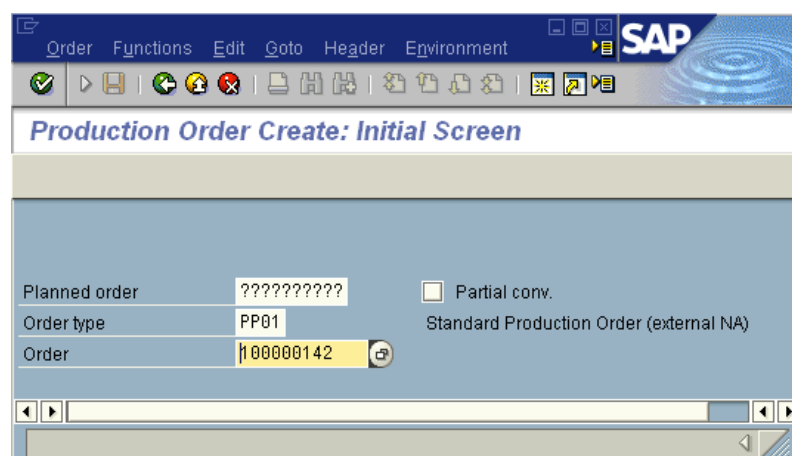 Order Functions Edit Goto Header Environment
SAP
Production Order Create: Initial Screen
Planned order ?????????? Partial conv.
Order type PP01 Standard Production Order (external NA)
Order 100000142